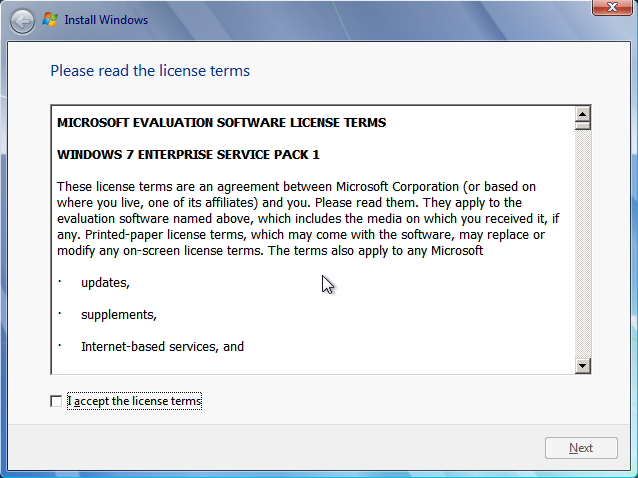 Install Windows
Please read the license terms
MICROSOFT EVALUATION SOFTWARE LICENSE TERMS
WINDOWS 7 ENTERPRISE SERVICE PACK 1
These license terms are an agreement between Microsoft Corporation (or based on
where you live, one of its affiliates) and you. Please read them. They apply to the
evaluation software named above, which includes the media on which you received it, if
any. Printed-paper license terms, which may come with the software, may replace or
modify any on-screen license terms. The terms also apply to any Microsoft
· updates,
· supplements,
· Internet-based services, and
I accept the license terms
Next